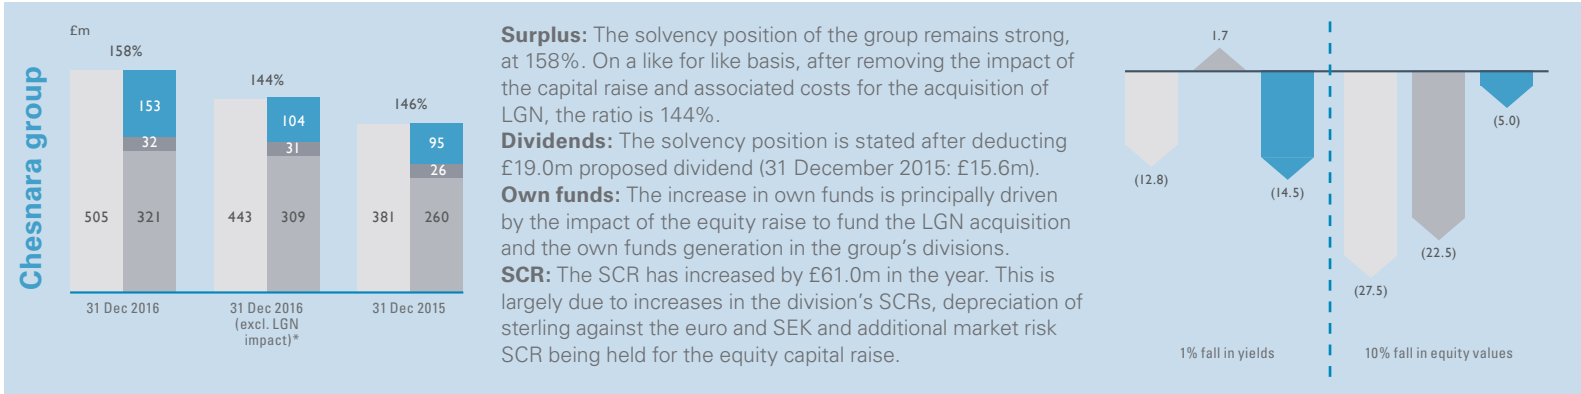 Chesnara group
£m
158%
153
32
505
321
31 Dec 2016
144%
104
31
443
309
31 Dec 2016
(excl. LGN
impact)*
146%
95
26
381
260
31 Dec 2015
Surplus: The solvency position of the group remains strong,
at 158%. On a like for like basis, after removing the impact of
the capital raise and associated costs for the acquisition of
LGN, the ratio is 144%.
Dividends: The solvency position is stated after deducting
£19.0m proposed dividend (31 December 2015: £15.6m).
Own funds: The increase in own funds is principally driven
by the impact of the equity raise to fund the LGN acquisition
and the own funds generation in the group’s divisions.
SCR: The SCR has increased by £61.0m in the year. This is
largely due to increases in the division’s SCRs, depreciation of
sterling against the euro and SEK and additional market risk
SCR being held for the equity capital raise.
1.7
(12.8)
(14.5)
1% fall in yields
(5.0)
(22.5)
(27.5)
10% fall in equity values